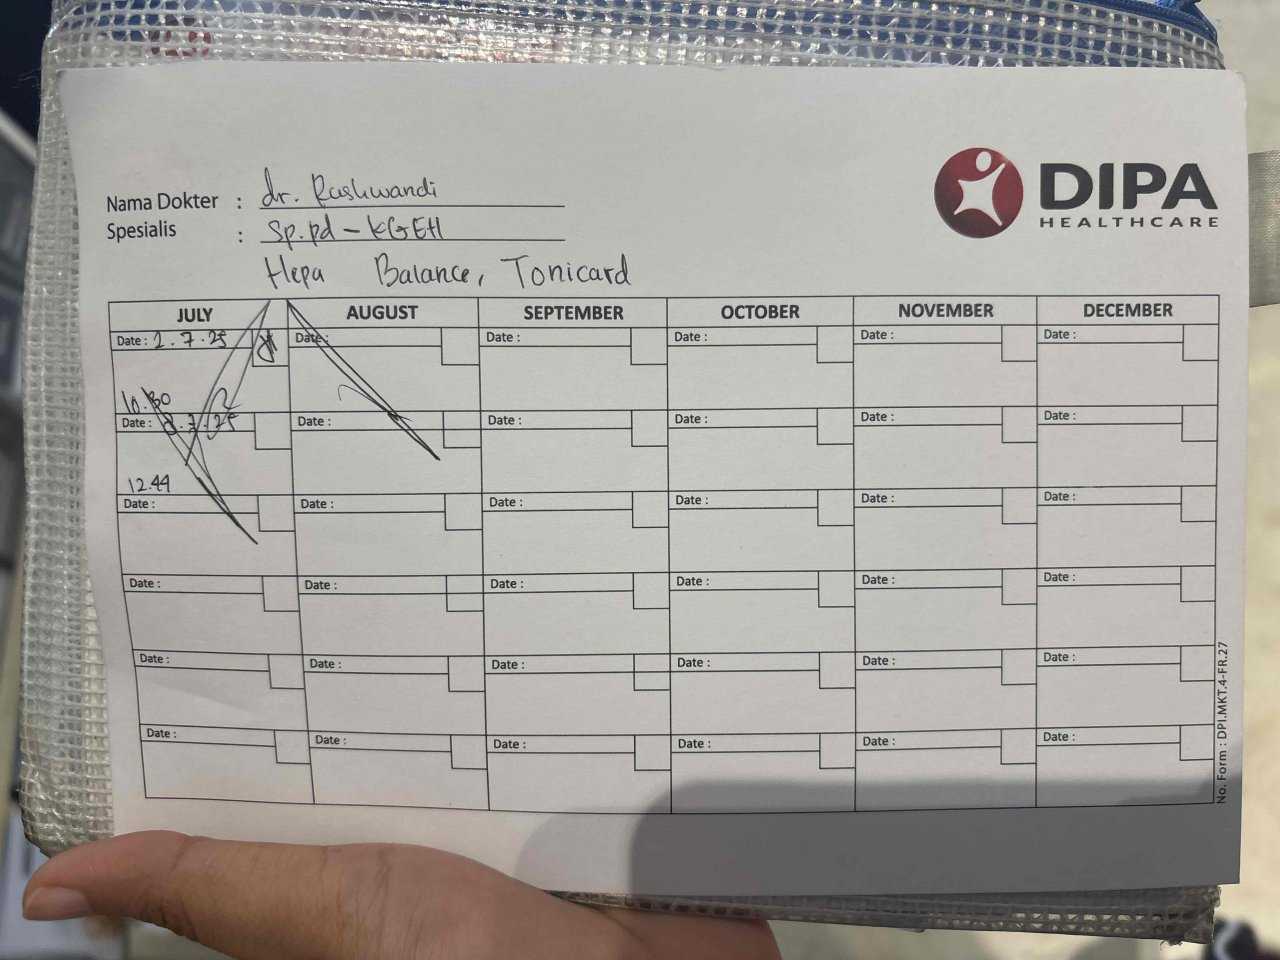 DIPA
HEALTHCARE
Nama Dokter : dr. Rashwandi
Spesialis : Sp.pd - KGEH
Hepa Balance, Tonicard
JULY AUGUST SEPTEMBER OCTOBER NOVEMBER DECEMBER
Date : 2.7.25 Date : Date : Date : Date : Date :
10.30
Date : 8.7.25 Date : Date : Date : Date : Date :
12.44
Date : Date : Date : Date : Date : Date :
Date : Date : Date : Date : Date : Date :
Date : Date : Date : Date : Date : Date :
Date : Date : Date : Date : Date : Date :
No. Form : DPI.MKT.4-FR.27